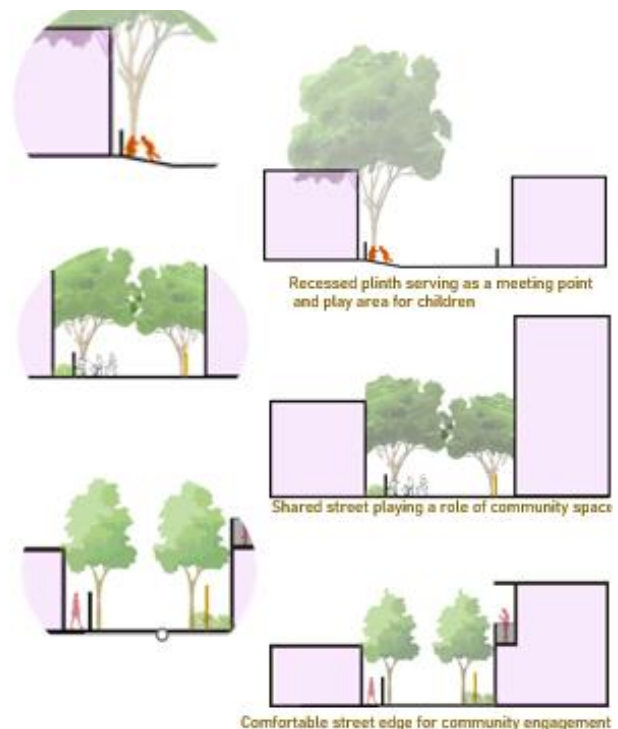 Recessed plinth serving as a meeting point
and play area for children
Shared street playing a role of community space
Comfortable street edge for community engagement